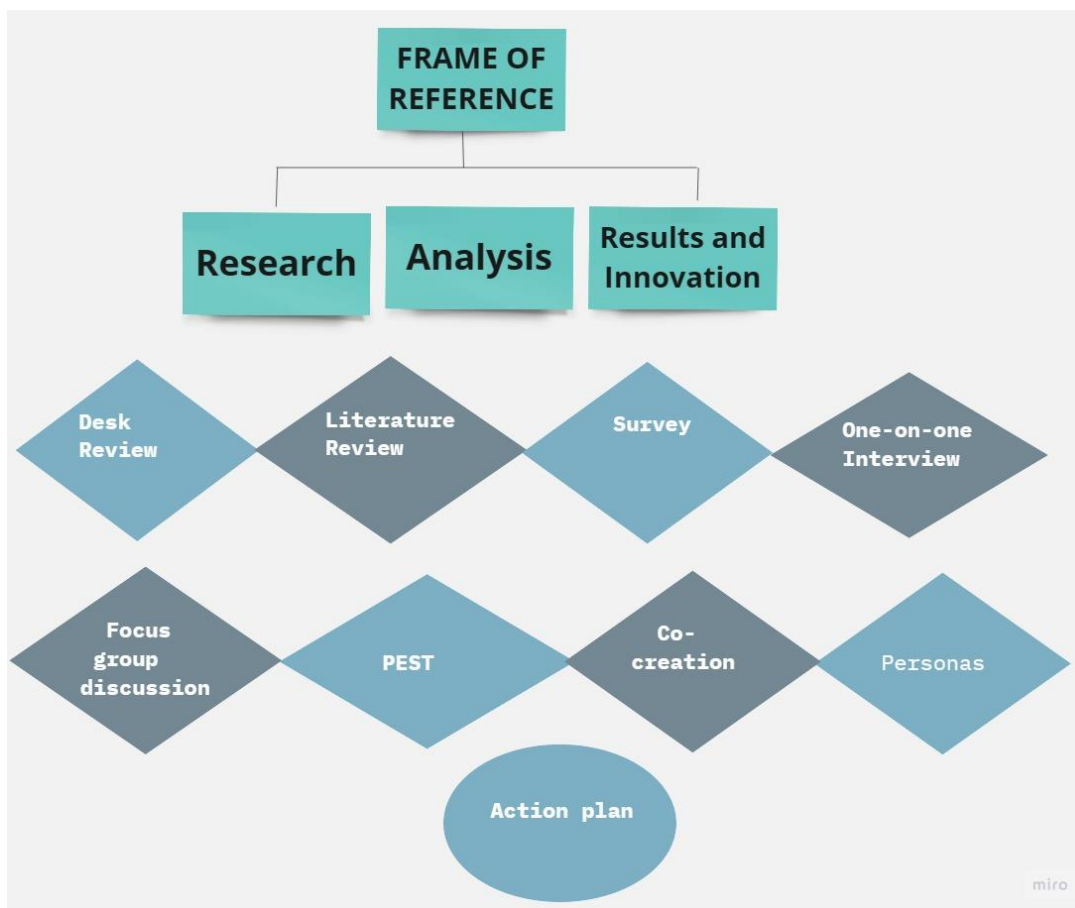 FRAME OF
REFERENCE
Research
Analysis
Results and
Innovation
Desk
Review
Literature
Review
Survey
One-on-one
Interview
Focus
group
discussion
PEST
Co-
creation
Personas
Action plan
miro